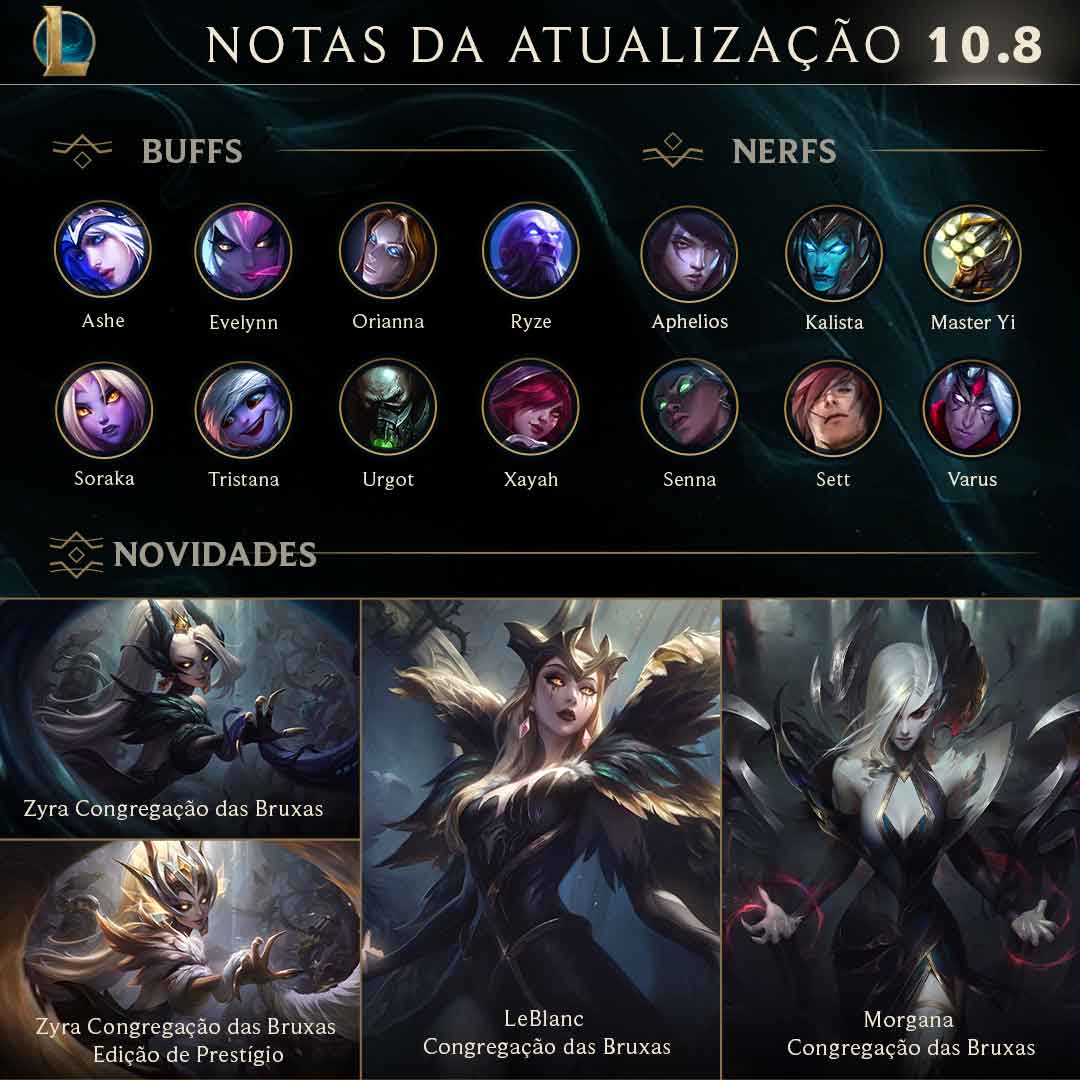 NOTAS DA ATUALIZAÇÃO 10.8
BUFFS
Ashe
Evelynn
Orianna
Ryze
Soraka
Tristana
Urgot
Xayah
NERFS
Aphelios
Kalista
Master Yi
Senna
Sett
Varus
NOVIDADES
Zyra Congregação das Bruxas
Zyra Congregação das Bruxas
Edição de Prestígio
LeBlanc
Congregação das Bruxas
Morgana
Congregação das Bruxas